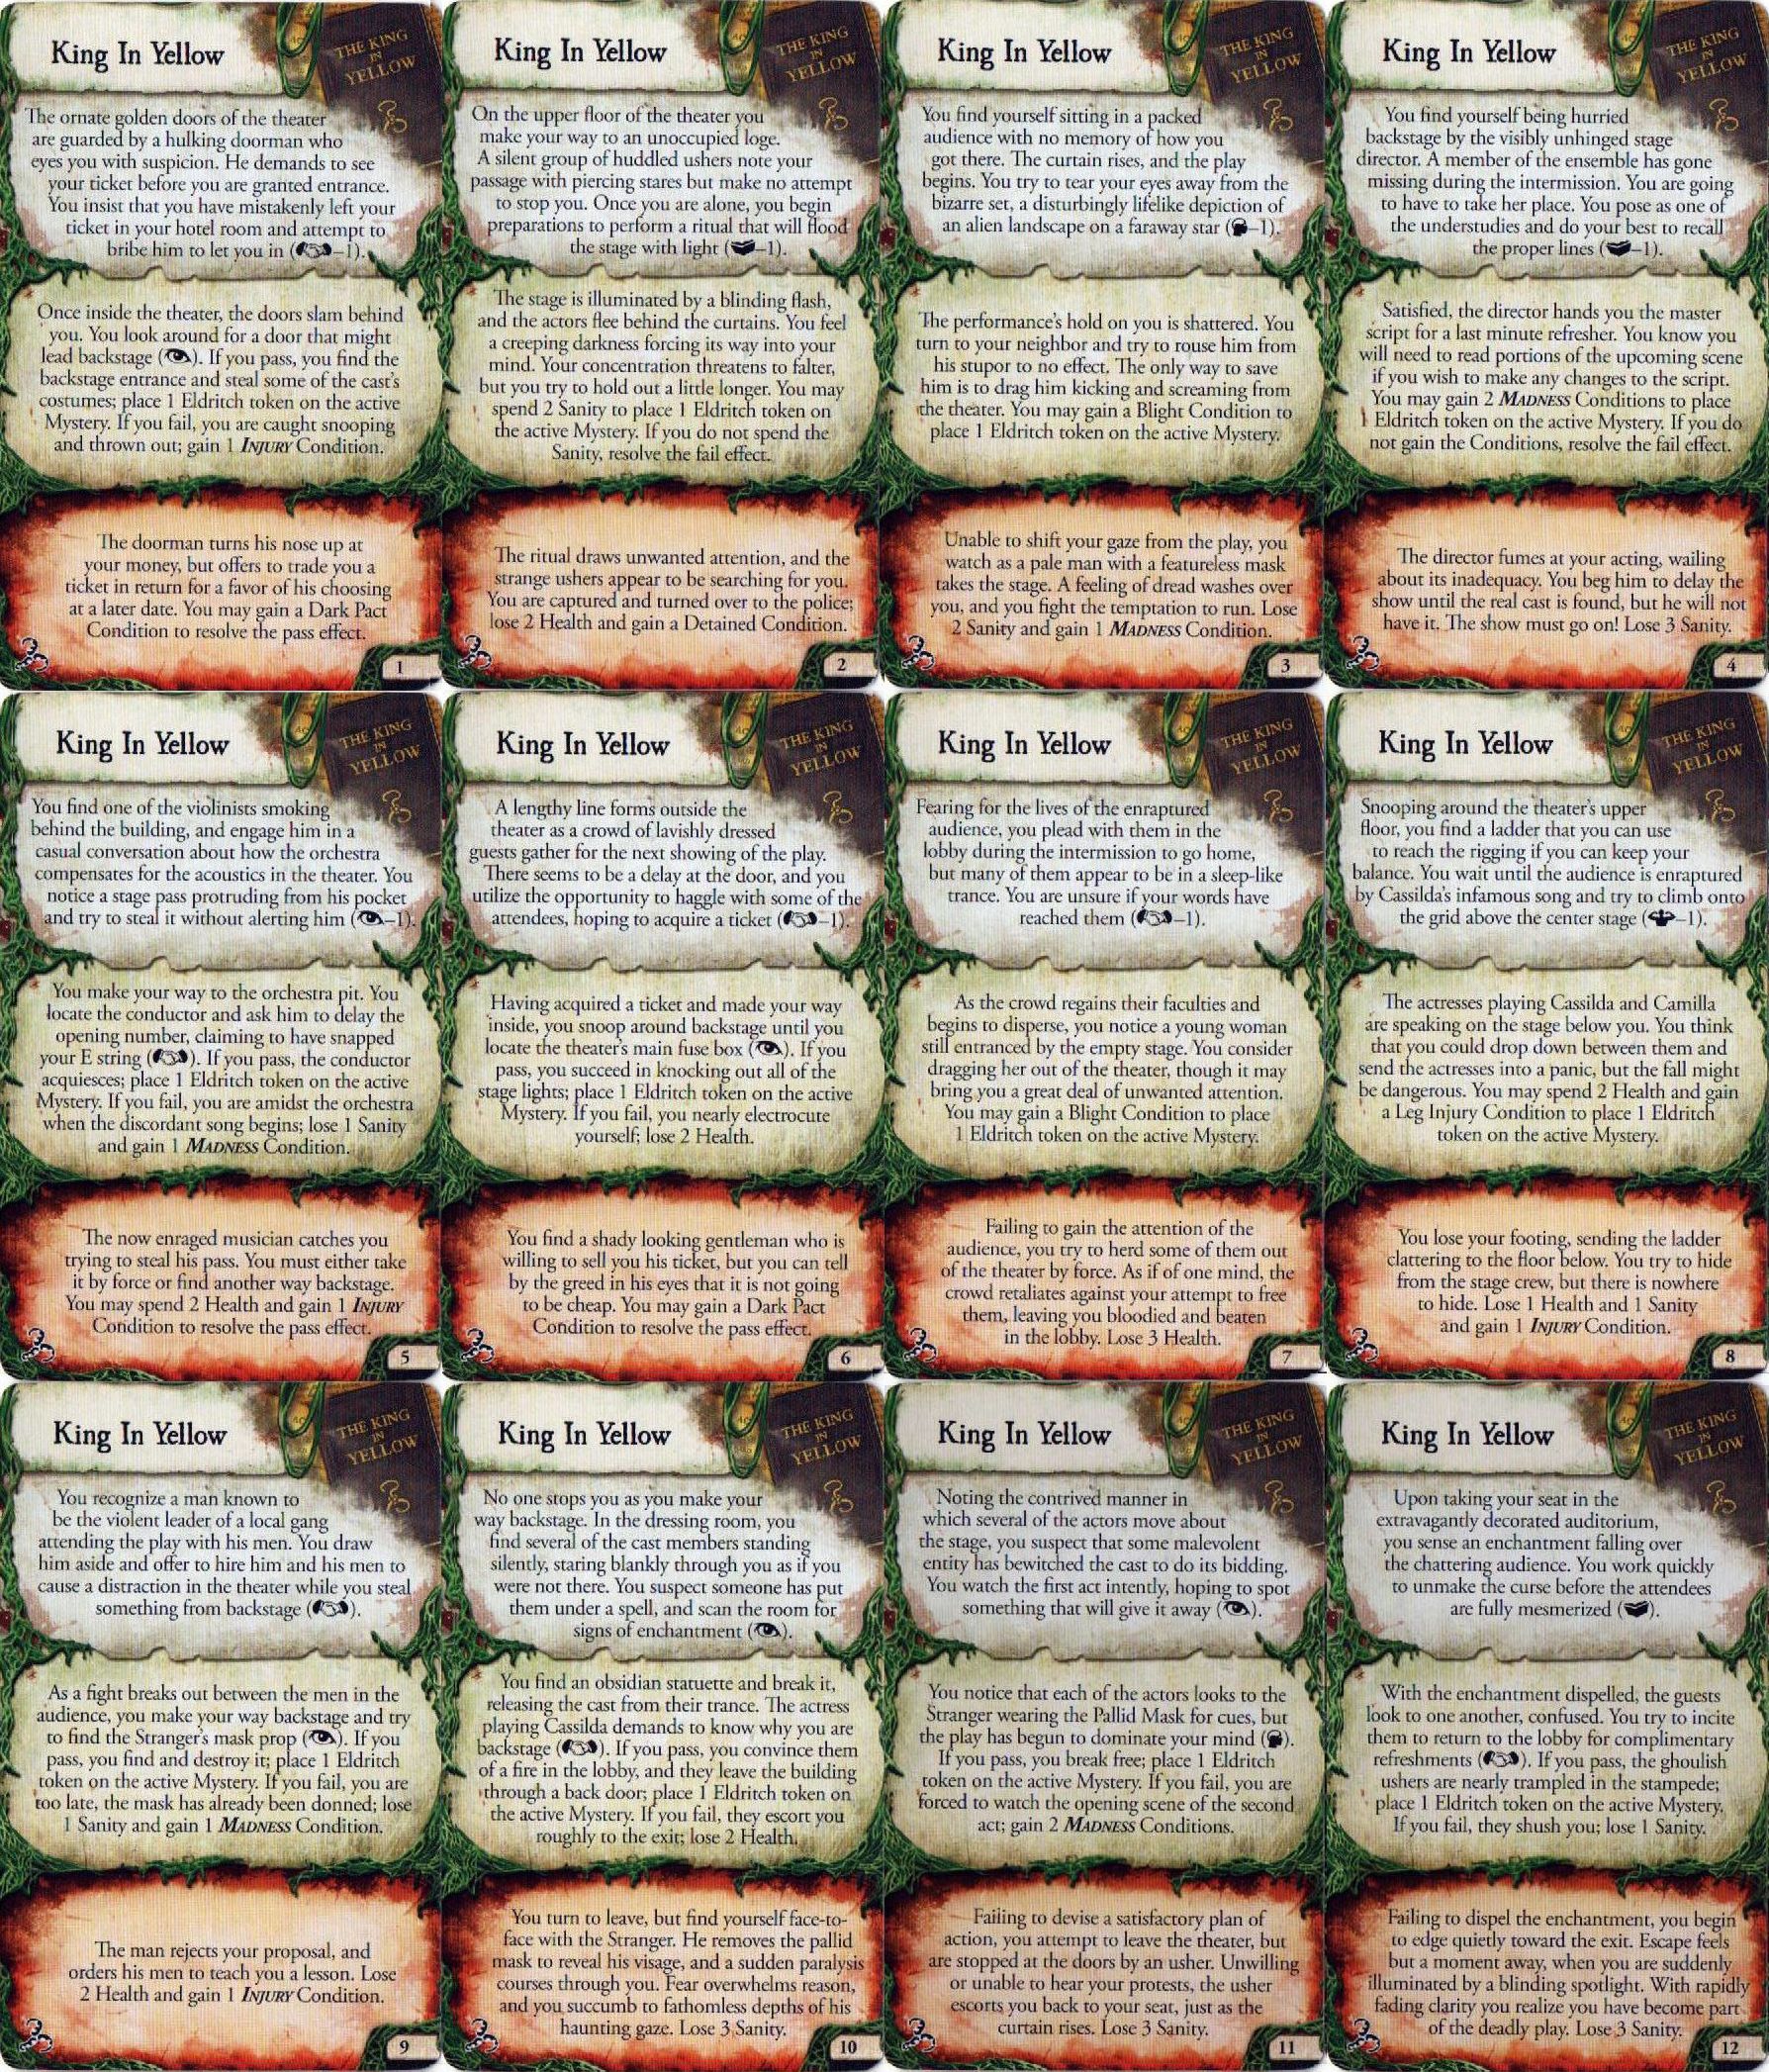 King In Yellow
THE KING
IN
YELLOW
The ornate golden doors of the theater
are guarded by a hulking doorman who
eyes you with suspicion. He demands to see
your ticket before you are granted entrance.
You insist that you have mistakenly left your
ticket in your hotel room and attempt to
bribe him to let you in (–1).
Once inside the theater, the doors slam behind
you. You look around for a door that might
lead backstage (). If you pass, you find the
backstage entrance and steal some of the cast's
costumes; place 1 Eldritch token on the active
Mystery. If you fail, you are caught snooping
and thrown out; gain 1 INJURY Condition.
The doorman turns his nose up at
your money, but offers to trade you a
ticket in return for a favor of his choosing
at a later date. You may gain a Dark Pact
Condition to resolve the pass effect.
1
King In Yellow
THE KING
IN
YELLOW
On the upper floor of the theater you
make your way to an unoccupied loge.
A silent group of huddled ushers note your
passage with piercing stares but make no attempt
to stop you. Once you are alone, you begin
preparations to perform a ritual that will flood
the stage with light (–1).
The stage is illuminated by a blinding flash,
and the actors flee behind the curtains. You feel
a creeping darkness forcing its way into your
mind. Your concentration threatens to falter,
but you try to hold out a little longer. You may
spend 2 Sanity to place 1 Eldritch token on
the active Mystery. If you do not spend the
Sanity, resolve the fail effect.
The ritual draws unwanted attention, and the
strange ushers appear to be searching for you.
You are captured and turned over to the police;
lose 2 Health and gain a Detained Condition.
2
King In Yellow
THE KING
IN
YELLOW
You find yourself sitting in a packed
audience with no memory of how you
got there. The curtain rises, and the play
begins. You try to tear your eyes away from the
bizarre set, a disturbingly lifelike depiction of
an alien landscape on a faraway star (–1).
The performance's hold on you is shattered. You
turn to your neighbor and try to rouse him from
his stupor to no effect. The only way to save
him is to drag him kicking and screaming from
the theater. You may gain a Blight Condition to
place 1 Eldritch token on the active Mystery.
Unable to shift your gaze from the play, you
watch as a pale man with a featureless mask
takes the stage. A feeling of dread washes over
you, and you fight the temptation to run. Lose
2 Sanity and gain 1 MADNESS Condition.
3
King In Yellow
THE KING
IN
YELLOW
You find yourself being hurried
backstage by the visibly unhinged stage
director. A member of the ensemble has gone
missing during the intermission. You are going
to have to take her place. You pose as one of
the understudies and do your best to recall
the proper lines (–1).
Satisfied, the director hands you the master
script for a last minute refresher. You know you
will need to read portions of the upcoming scene
if you wish to make any changes to the script.
You may gain 2 MADNESS Conditions to place
1 Eldritch token on the active Mystery. If you do
not gain the Conditions, resolve the fail effect.
The director fumes at your acting, wailing
about its inadequacy. You beg him to delay the
show until the real cast is found, but he will not
have it. The show must go on! Lose 3 Sanity.
4
King In Yellow
THE KING
IN
YELLOW
You find one of the violinists smoking
behind the building, and engage him in a
casual conversation about how the orchestra
compensates for the acoustics in the theater. You
notice a stage pass protruding from his pocket
and try to steal it without alerting him (–1).
You make your way to the orchestra pit. You
locate the conductor and ask him to delay the
opening number, claiming to have snapped
your E string (). If you pass, the conductor
acquiesces; place 1 Eldritch token on the active
Mystery. If you fail, you are amidst the orchestra
when the discordant song begins; lose 1 Sanity
and gain 1 MADNESS Condition.
The now enraged musician catches you
trying to steal his pass. You must either take
it by force or find another way backstage.
You may spend 2 Health and gain 1 INJURY
Condition to resolve the pass effect.
5
King In Yellow
THE KING
IN
YELLOW
A lengthy line forms outside the
theater as a crowd of lavishly dressed
guests gather for the next showing of the play.
There seems to be a delay at the door, and you
utilize the opportunity to haggle with some of the
attendees, hoping to acquire a ticket (–1).
Having acquired a ticket and made your way
inside, you snoop around backstage until you
locate the theater's main fuse box (). If you
pass, you succeed in knocking out all of the
stage lights; place 1 Eldritch token on the active
Mystery. If you fail, you nearly electrocute
yourself; lose 2 Health.
You find a shady looking gentleman who is
willing to sell you his ticket, but you can tell
by the greed in his eyes that it is not going
to be cheap. You may gain a Dark Pact
Condition to resolve the pass effect.
6
King In Yellow
THE KING
IN
YELLOW
Fearing for the lives of the enraptured
audience, you plead with them in the
lobby during the intermission to go home,
but many of them appear to be in a sleep-like
trance. You are unsure if your words have
reached them (–1).
As the crowd regains their faculties and
begins to disperse, you notice a young woman
still entranced by the empty stage. You consider
dragging her out of the theater, though it may
bring you a great deal of unwanted attention.
You may gain a Blight Condition to place
1 Eldritch token on the active Mystery.
Failing to gain the attention of the
audience, you try to herd some of them out
of the theater by force. As if of one mind, the
crowd retaliates against your attempt to free
them, leaving you bloodied and beaten
in the lobby. Lose 3 Health.
7
King In Yellow
THE KING
IN
YELLOW
Snooping around the theater's upper
floor, you find a ladder that you can use
to reach the rigging if you can keep your
balance. You wait until the audience is enraptured
by Cassilda's infamous song and try to climb onto
the grid above the center stage (–1).
The actresses playing Cassilda and Camilla
are speaking on the stage below you. You think
that you could drop down between them and
send the actresses into a panic, but the fall might
be dangerous. You may spend 2 Health and gain
a Leg Injury Condition to place 1 Eldritch
token on the active Mystery.
You lose your footing, sending the ladder
clattering to the floor below. You try to hide
from the stage crew, but there is nowhere
to hide. Lose 1 Health and 1 Sanity
and gain 1 INJURY Condition.
8
King In Yellow
THE KING
IN
YELLOW
You recognize a man known to
be the violent leader of a local gang
attending the play with his men. You draw
him aside and offer to hire him and his men to
cause a distraction in the theater while you steal
something from backstage ().
As a fight breaks out between the men in the
audience, you make your way backstage and try
to find the Stranger's mask prop (). If you
pass, you find and destroy it; place 1 Eldritch
token on the active Mystery. If you fail, you are
too late, the mask has already been donned; lose
1 Sanity and gain 1 MADNESS Condition.
The man rejects your proposal, and
orders his men to teach you a lesson. Lose
2 Health and gain 1 INJURY Condition.
9
King In Yellow
THE KING
IN
YELLOW
No one stops you as you make your
way backstage. In the dressing room, you
find several of the cast members standing
silently, staring blankly through you as if you
were not there. You suspect someone has put
them under a spell, and scan the room for
signs of enchantment ().
You find an obsidian statuette and break it,
releasing the cast from their trance. The actress
playing Cassilda demands to know why you are
backstage (). If you pass, you convince them
of a fire in the lobby, and they leave the building
through a back door; place 1 Eldritch token on
the active Mystery. If you fail, they escort you
roughly to the exit; lose 2 Health.
You turn to leave, but find yourself face-to-
face with the Stranger. He removes the pallid
mask to reveal his visage, and a sudden paralysis
courses through you. Fear overwhelms reason,
and you succumb to fathomless depths of his
haunting gaze. Lose 3 Sanity.
10
King In Yellow
THE KING
IN
YELLOW
Noting the contrived manner in
which several of the actors move about
the stage, you suspect that some malevolent
entity has bewitched the cast to do its bidding.
You watch the first act intently, hoping to spot
something that will give it away ().
You notice that each of the actors looks to the
Stranger wearing the Pallid Mask for cues, but
the play has begun to dominate your mind ().
If you pass, you break free; place 1 Eldritch
token on the active Mystery. If you fail, you are
forced to watch the opening scene of the second
act; gain 2 MADNESS Conditions.
Failing to devise a satisfactory plan of
action, you attempt to leave the theater, but
are stopped at the doors by an usher. Unwilling
or unable to hear your protests, the usher
escorts you back to your seat, just as the
curtain rises. Lose 3 Sanity.
11
King In Yellow
THE KING
IN
YELLOW
Upon taking your seat in the
extravagantly decorated auditorium,
you sense an enchantment falling over
the chattering audience. You work quickly
to unmake the curse before the attendees
are fully mesmerized ().
With the enchantment dispelled, the guests
look to one another, confused. You try to incite
them to return to the lobby for complimentary
refreshments (). If you pass, the ghoulish
ushers are nearly trampled in the stampede;
place 1 Eldritch token on the active Mystery.
If you fail, they shush you; lose 1 Sanity.
Failing to dispel the enchantment, you begin
to edge quietly toward the exit. Escape feels
but a moment away, when you are suddenly
illuminated by a blinding spotlight. With rapidly
fading clarity you realize you have become part
of the deadly play. Lose 3 Sanity.
12